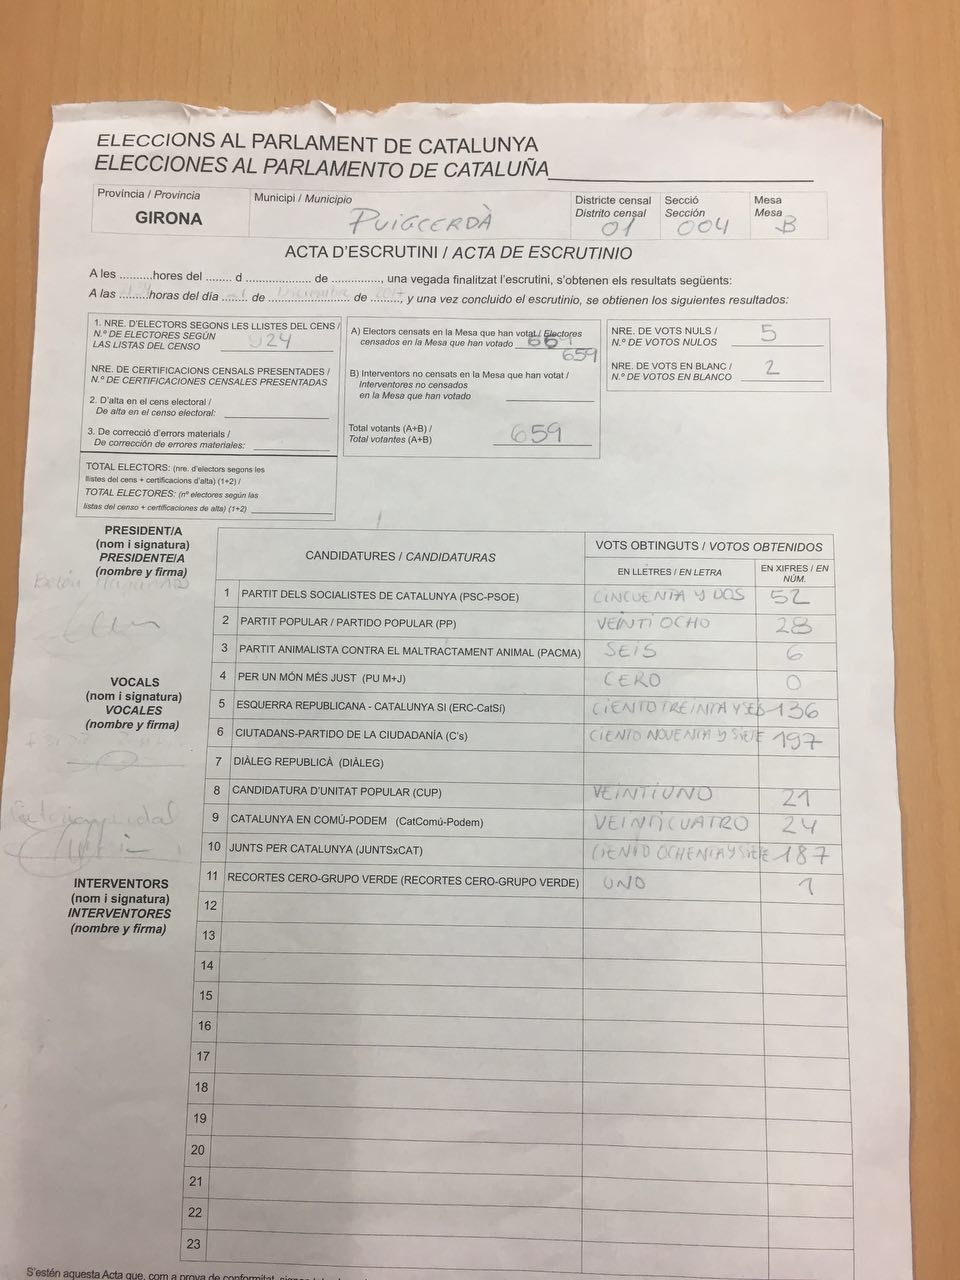 ELECCIONS AL PARLAMENT DE CATALUNYA
ELECCIONES AL PARLAMENTO DE CATALUÑA
Província / Provincia
GIRONA
Municipi / Municipio
PUIGCERDÀ
Districte censal
Distrito censal
01
Secció
Sección
004
Mesa
Mesa
B
ACTA D'ESCRUTINI / ACTA DE ESCRUTINIO
A les ..........hores del ........ d .................... de ..............., una vegada finalitzat l'escrutini, s'obtenen els resultats següents:
A las .........horas del día ........ de Diciembre de ........, y una vez concluido el escrutinio, se obtienen los siguientes resultados:
1. NRE. D'ELECTORS SEGONS LES LLISTES DEL CENS /
N.º DE ELECTORES SEGÚN
LAS LISTAS DEL CENSO 924
NRE. DE CERTIFICACIONS CENSALS PRESENTADES /
N.º DE CERTIFICACIONES CENSALES PRESENTADAS
2. D'alta en el cens electoral /
De alta en el censo electoral:
3. De correcció d'errors materials /
De corrección de errores materiales:
TOTAL ELECTORS: (nre. d'electors segons les
llistes del cens + certificacions d'alta) (1+2) /
TOTAL ELECTORES: (nº electores según las
listas del censo + certificaciones de alta) (1+2)
A) Electors censats en la Mesa que han votat / Electores
censados en la Mesa que han votado
659
B) Interventors no censats en la Mesa que han votat /
Interventores no censados
en la Mesa que han votado
Total votants (A+B) /
Total votantes (A+B) 659
NRE. DE VOTS NULS /
N.º DE VOTOS NULOS 5
NRE. DE VOTS EN BLANC /
N.º DE VOTOS EN BLANCO 2
PRESIDENT/A
(nom i signatura)
PRESIDENTE/A
(nombre y firma)
Belén
VOCALS
(nom i signatura)
VOCALES
(nombre y firma)
INTERVENTORS
(nom i signatura)
INTERVENTORES
(nombre y firma)
CANDIDATURES / CANDIDATURAS
VOTS OBTINGUTS / VOTOS OBTENIDOS
EN LLETRES / EN LETRA
EN XIFRES / EN NÚM.
1 PARTIT DELS SOCIALISTES DE CATALUNYA (PSC-PSOE) CINCUENTA Y DOS 52
2 PARTIT POPULAR / PARTIDO POPULAR (PP) VEINTI OCHO 28
3 PARTIT ANIMALISTA CONTRA EL MALTRACTAMENT ANIMAL (PACMA) SEIS 6
4 PER UN MÓN MÉS JUST (PU M+J) CERO 0
5 ESQUERRA REPUBLICANA - CATALUNYA SI (ERC-CatSí) CIENTO TREINTA Y SEIS 136
6 CIUTADANS-PARTIDO DE LA CIUDADANÍA (C's) CIENTO NOVENTA Y SIETE 197
7 DIÀLEG REPUBLICÀ (DIÀLEG)
8 CANDIDATURA D'UNITAT POPULAR (CUP) VEINTIUNO 21
9 CATALUNYA EN COMÚ-PODEM (CatComú-Podem) VEINTICUATRO 24
10 JUNTS PER CATALUNYA (JUNTSxCAT) CIENTO OCHENTA Y SIETE 187
11 RECORTES CERO-GRUPO VERDE (RECORTES CERO-GRUPO VERDE) UNO 1
12
13
14
15
16
17
18
19
20
21
22
23
S'estén aquesta Acta que, com a prova de conformitat,